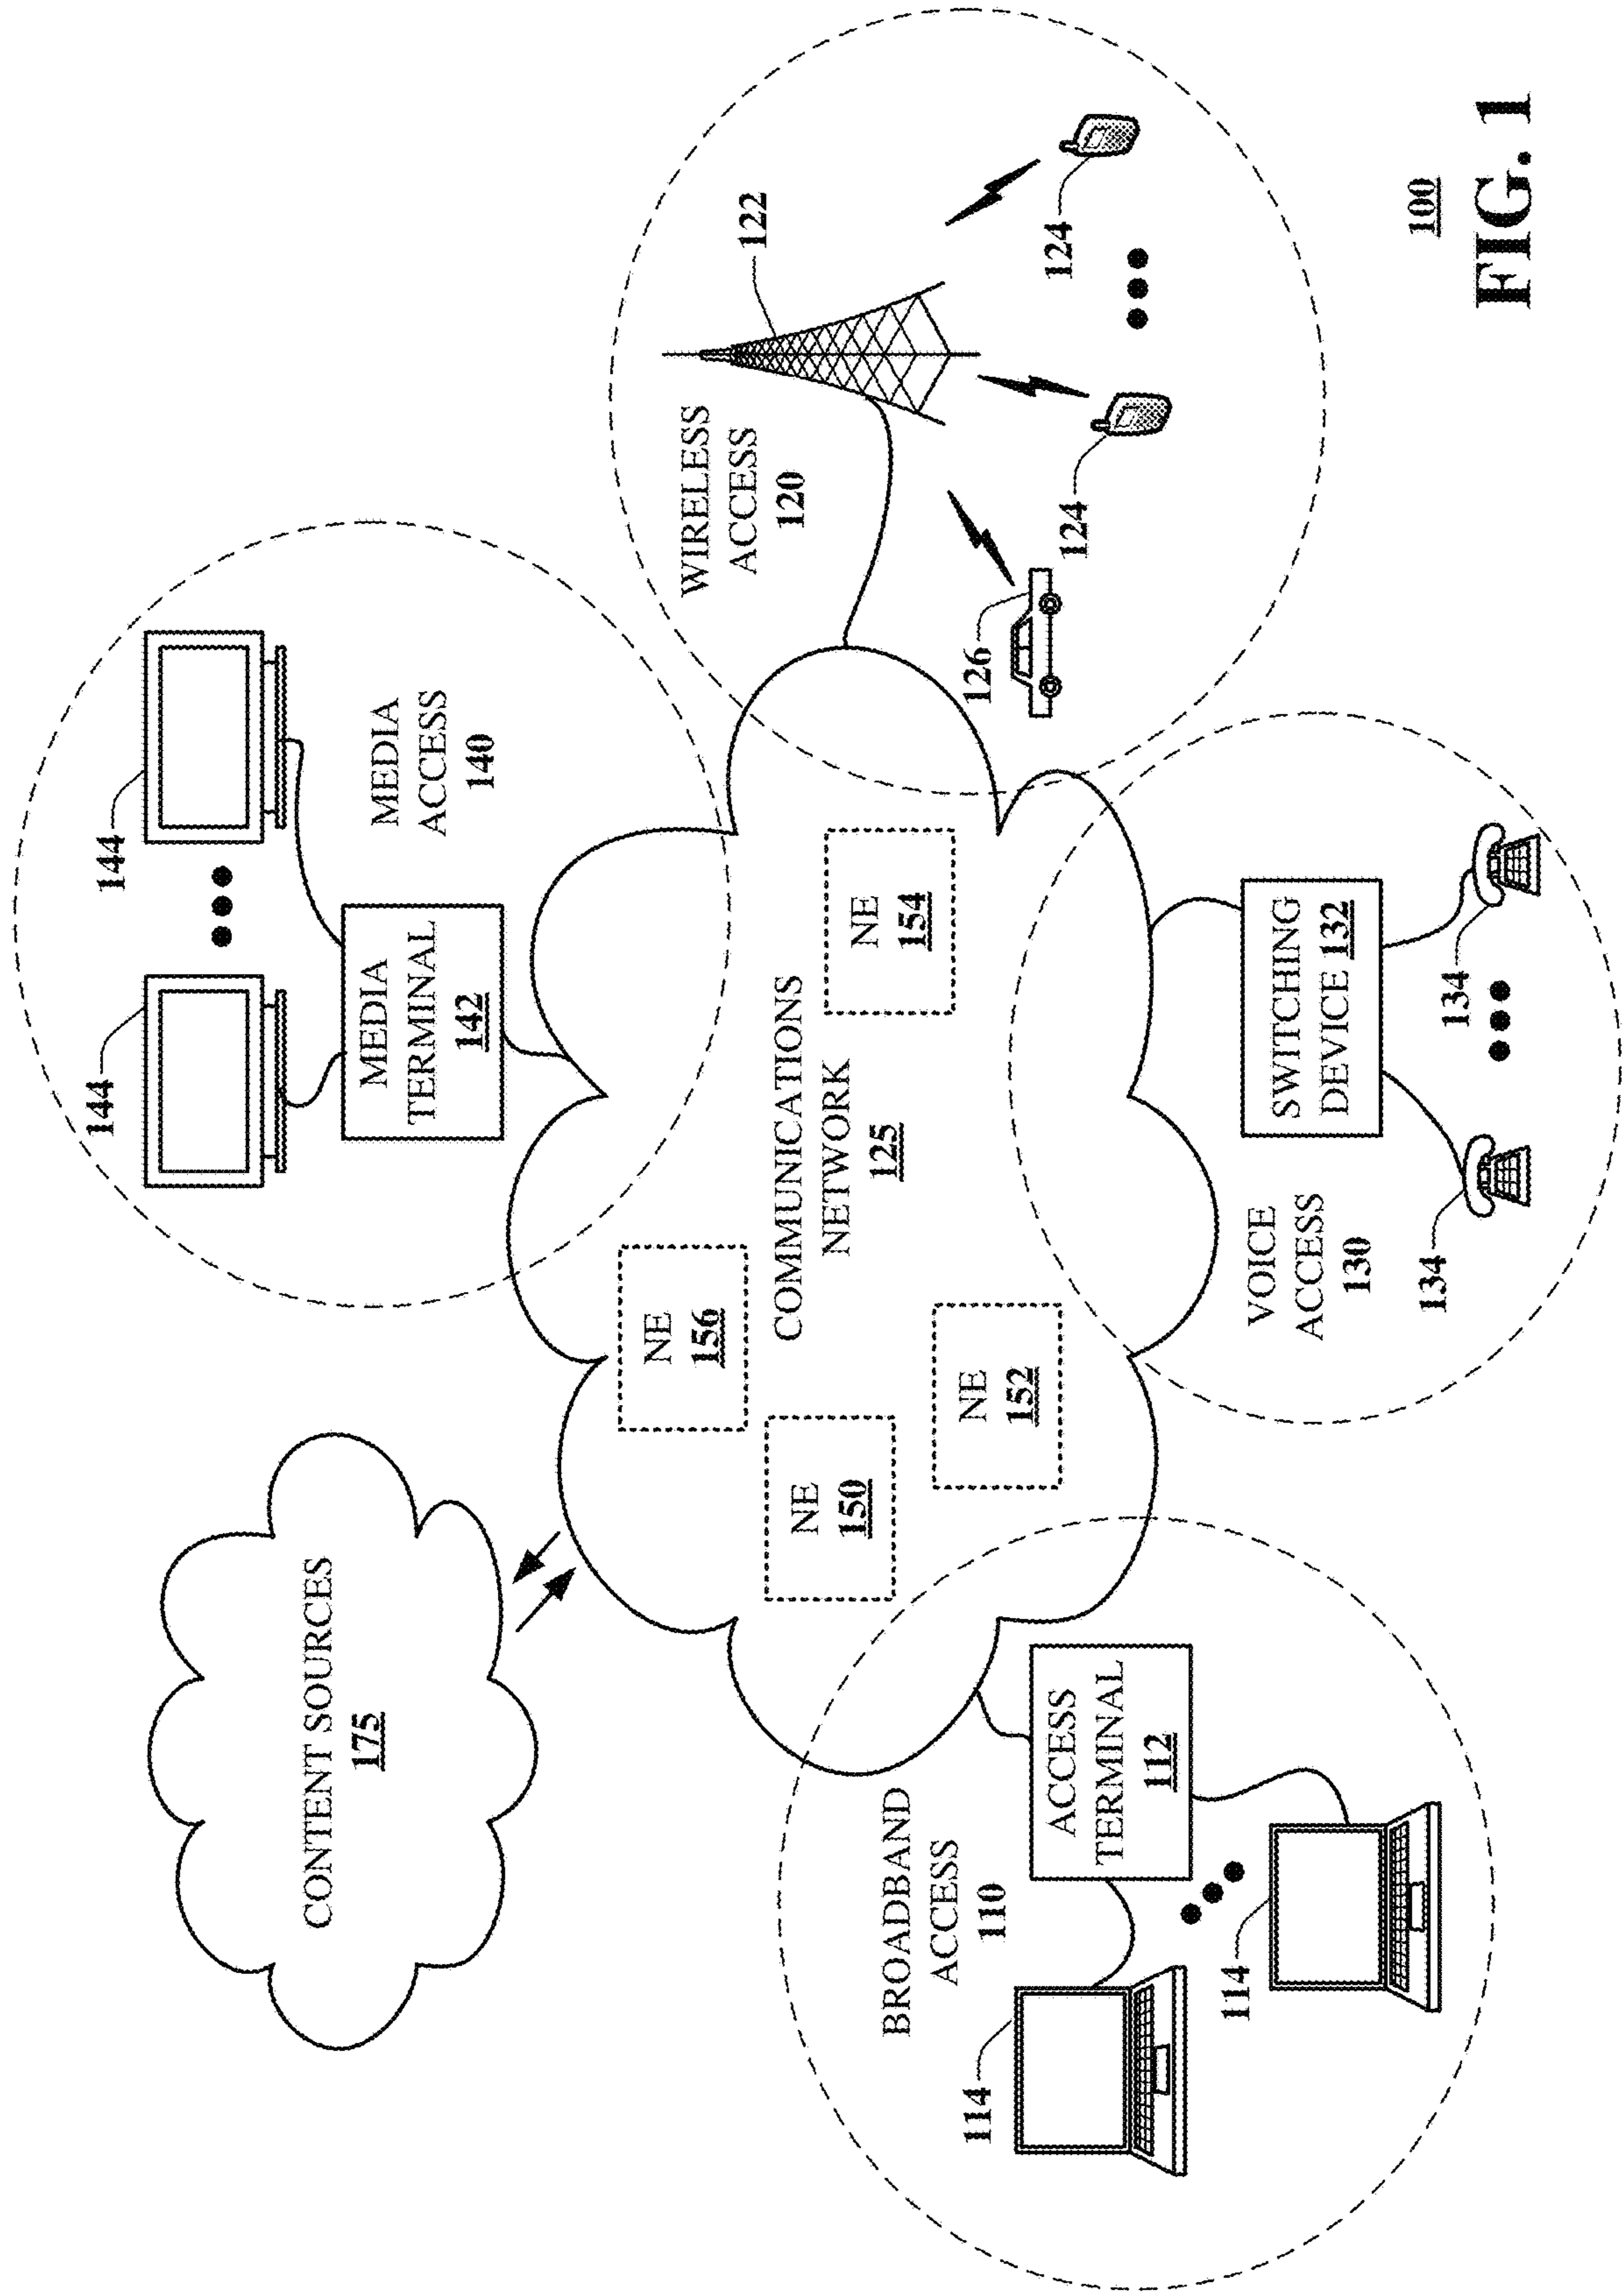 CONTENT SOURCES
175
144
144
MEDIA
TERMINAL
142
MEDIA
ACCESS
140
WIRELESS
ACCESS
120
122
124
124
126
NE
156
NE
150
NE
152
NE
154
COMMUNICATIONS
NETWORK
125
BROADBAND
ACCESS
110
ACCESS
TERMINAL
112
114
114
VOICE
ACCESS
130
SWITCHING
DEVICE 132
134
134
100
FIG. 1